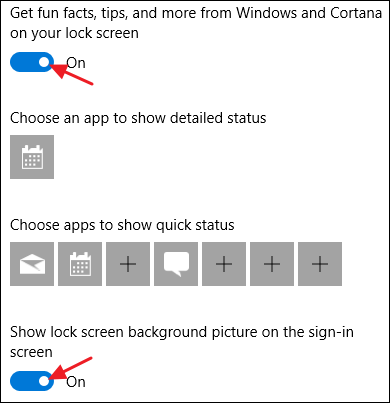 Get fun facts, tips, and more from Windows and Cortana
on your lock screen
On
Choose an app to show detailed status
Choose apps to show quick status
Show lock screen background picture on the sign-in
screen
On